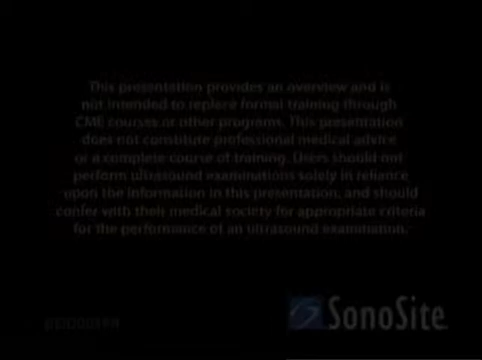 This presentation provides an overview and is
not intended to replace formal training through
CME courses or other programs. This presentation
does not constitute professional medical advice
or a complete course of training. Users should not
perform ultrasound examinations solely in reliance
upon the information in this presentation, and should
confer with their medical society for appropriate criteria
for the performance of an ultrasound examination.
SonoSite